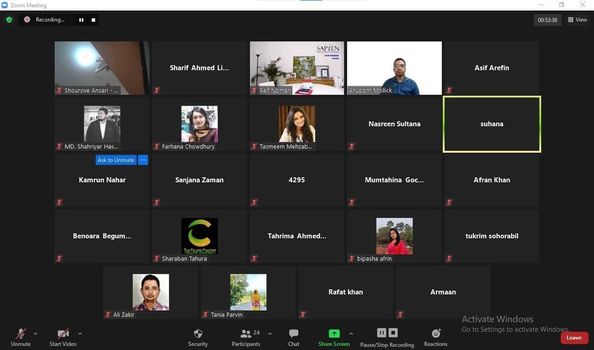 Zoom Meeting
Recording...
00:53:36
View
Shourove Ansari - ...
Sharif Ahmed Li...
SAPIEN
Saif Noman
Anuppm Mollick
Asif Arefin
MD. Shahriyar Has...
Farhana Chowdhury
Tasmeem Mehzab...
Nasreen Sultana
suhana
Ask to Unmute
...
Kamrun Nahar
Sanjana Zaman
4295
Mumtahina Goc...
Afran Khan
Benoara Begum...
Sharaban Tahura
Tahrima Ahmed...
bipasha afrin
tukrim sohorabil
Ali Zakir
Tania Parvin
Rafat khan
Armaan
Activate Windows
Go to Settings to activate Windows.
Unmute
Start Video
Security
Participants
24
Chat
Share Screen
Pause/Stop Recording
Reactions
Leave